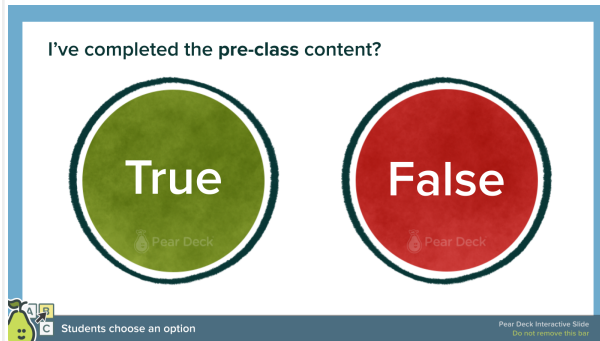 I've completed the pre-class content?
True
False
Pear Deck
Pear Deck
A B
C
Students choose an option
Pear Deck Interactive Slide
Do not remove this bar